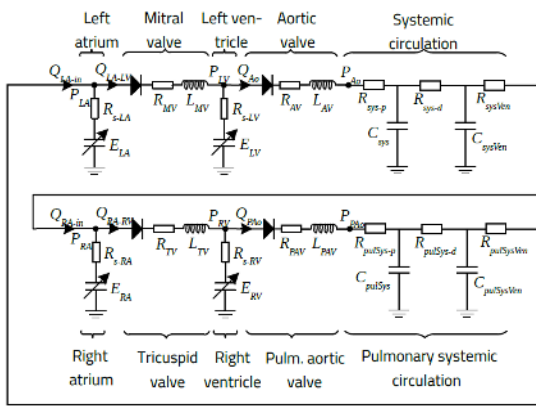 Left Mitral Left ven- Aortic Systemic
atrium valve tricle valve circulation
Q_LA-in Q_LA-LV P_LV Q_Ao P_Ao
P_LA R_MV L_MV R_AV L_AV R_sys-p R_sys-d R_sysVen
R_s-LA R_s-LV C_sys C_sysVen
E_LA E_LV
Q_RA-in Q_RA-RV P_RV Q_PAo P_PAo
P_RA R_TV L_TV R_PAV L_PAV R_pulSys-p R_pulSys-d R_pulSysVen
R_s-RA R_s-RV C_pulSys C_pulSysVen
E_RA E_RV
Right Tricuspid Right Pulm. aortic Pulmonary systemic
atrium valve ventricle valve circulation